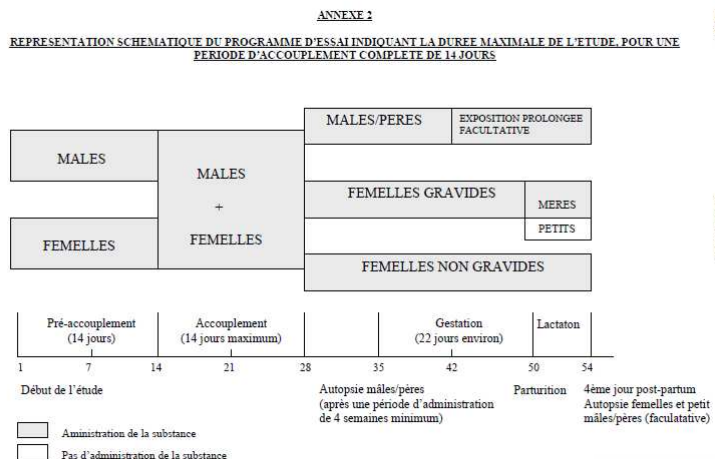 ANNEXE 2
REPRESENTATION SCHEMATIQUE DU PROGRAMME D'ESSAI INDIQUANT LA DUREE MAXIMALE DE L'ETUDE, POUR UNE
PERIODE D'ACCOUPLEMENT COMPLETE DE 14 JOURS
MALES/PERES
EXPOSITION PROLONGEE
FACULTATIVE
MALES
MALES
+
FEMELLES
FEMELLES GRAVIDES
MERES
PETITS
FEMELLES
FEMELLES NON GRAVIDES
Pré-accouplement
(14 jours)
Accouplement
(14 jours maximum)
Gestation
(22 jours environ)
Lactaton
1 7 14 21 28 35 42 50 54
Début de l'étude
Autopsie mâles/pères
(après une période d'administration
de 4 semaines minimum)
Parturition
4ème jour post-partum
Autopsie femelles et petit
mâles/pères (faculatative)
Aministration de la substance
Pas d'administration de la substance